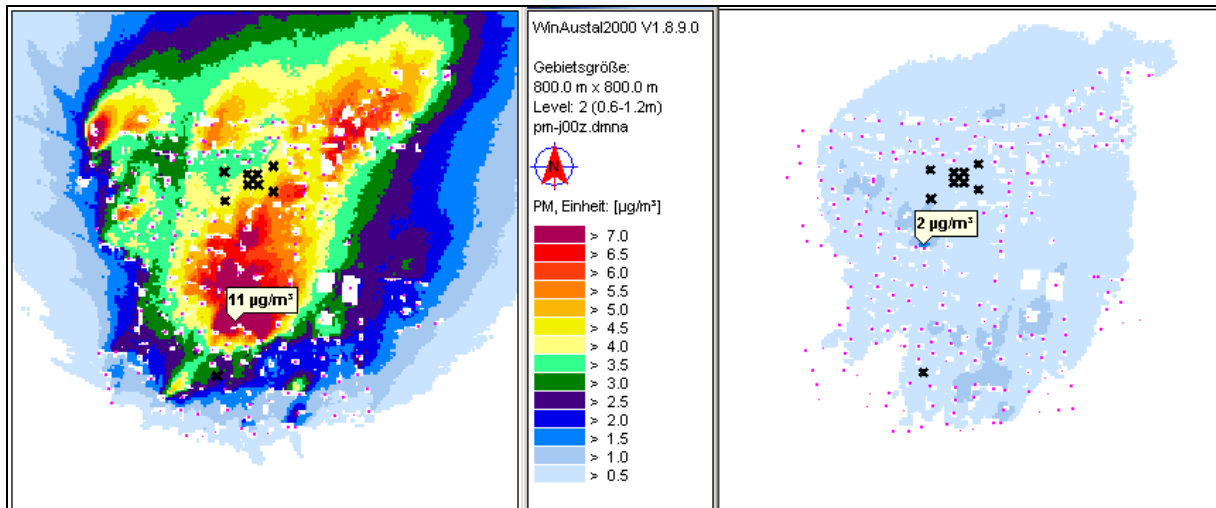 11 µg/m³
WinAustal2000 V1.8.9.0
Gebietsgröße:
800.0 m x 800.0 m
Level: 2 (0.6-1.2m)
pm-j00z.dmna
N
PM, Einheit: [µg/m³]
> 7.0
> 6.5
> 6.0
> 5.5
> 5.0
> 4.5
> 4.0
> 3.5
> 3.0
> 2.5
> 2.0
> 1.5
> 1.0
> 0.5
2 µg/m³